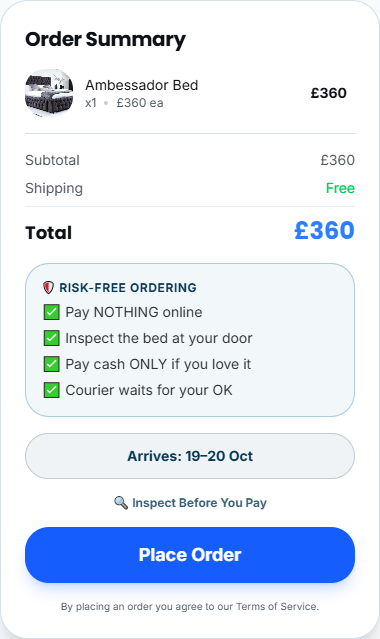 Order Summary
Ambassador Bed
x1 • £360 ea
£360
Subtotal £360
Shipping Free
Total £360
RISK-FREE ORDERING
Pay NOTHING online
Inspect the bed at your door
Pay cash ONLY if you love it
Courier waits for your OK
Arrives: 19–20 Oct
Inspect Before You Pay
Place Order
By placing an order you agree to our Terms of Service.